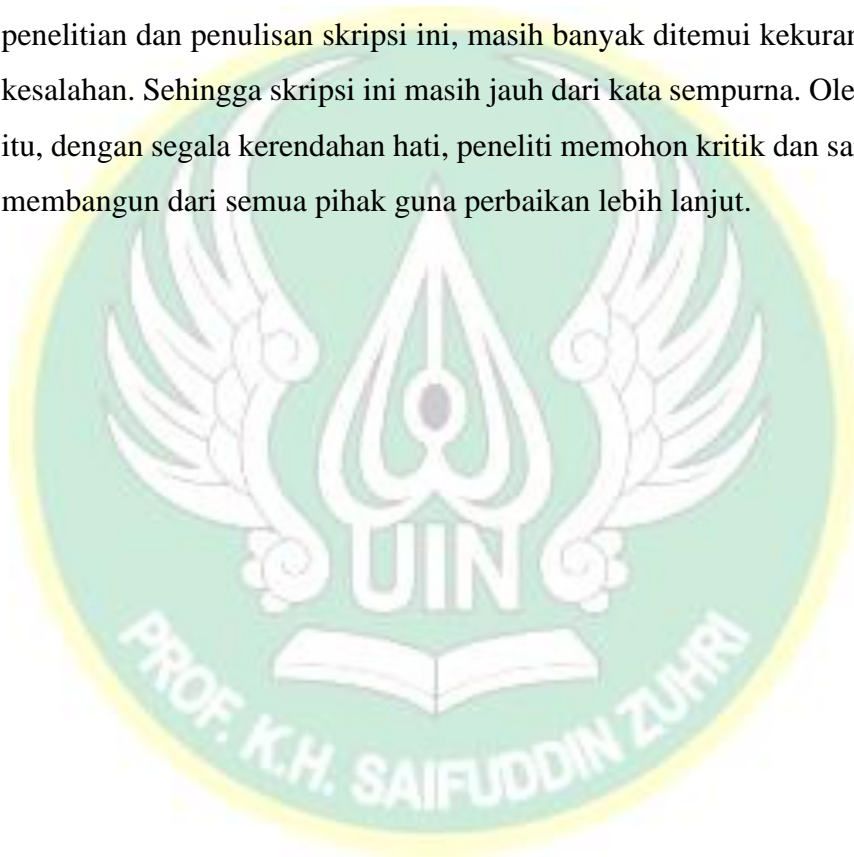 penelitian dan penulisan skripsi ini, masih banyak ditemui kekuran
kesalahan. Sehingga skripsi ini masih jauh dari kata sempurna. Ole
itu, dengan segala kerendahan hati, peneliti memohon kritik dan sa
membangun dari semua pihak guna perbaikan lebih lanjut.
UIN
PROF. K.H. SAIFUDDIN ZUHRI